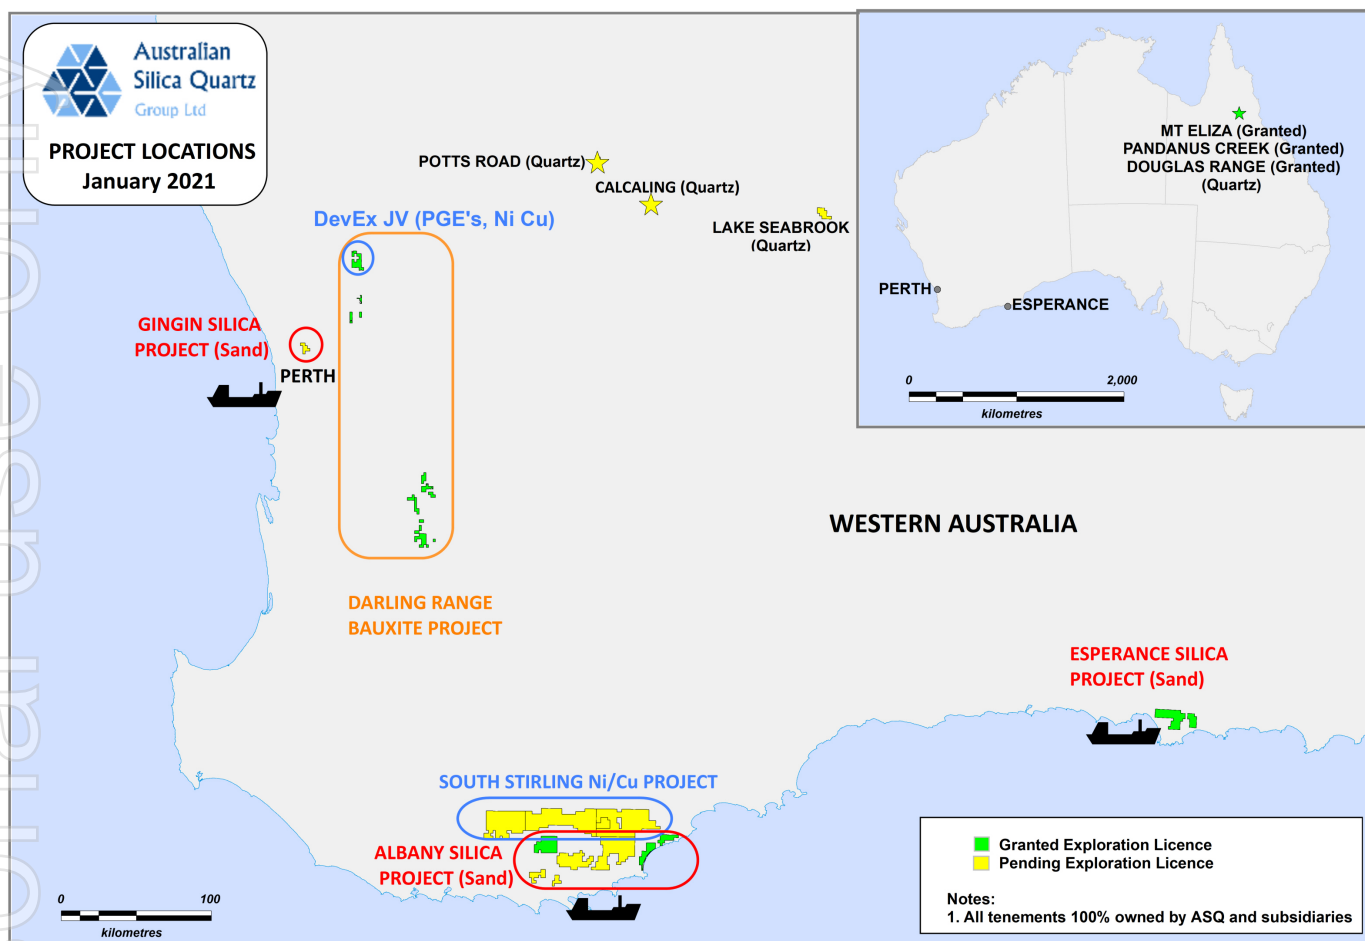 Australian
Silica Quartz
Group Ltd
PROJECT LOCATIONS
January 2021
POTTS ROAD (Quartz)
CALCALING (Quartz)
LAKE SEABROOK
(Quartz)
DevEx JV (PGE's, Ni Cu)
GINGIN SILICA
PROJECT (Sand)
PERTH
DARLING RANGE
BAUXITE PROJECT
WESTERN AUSTRALIA
ESPERANCE SILICA
PROJECT (Sand)
SOUTH STIRLING Ni/Cu PROJECT
ALBANY SILICA
PROJECT (Sand)
0 100
kilometres
MT ELIZA (Granted)
PANDANUS CREEK (Granted)
DOUGLAS RANGE (Granted)
(Quartz)
PERTH
ESPERANCE
0 2,000
kilometres
Granted Exploration Licence
Pending Exploration Licence
Notes:
1. All tenements 100% owned by ASQ and subsidiaries